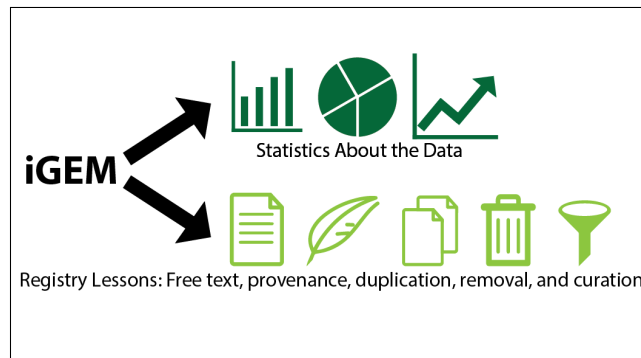 Statistics About the Data
iGEM
Registry Lessons: Free text, provenance, duplication, removal, and curation